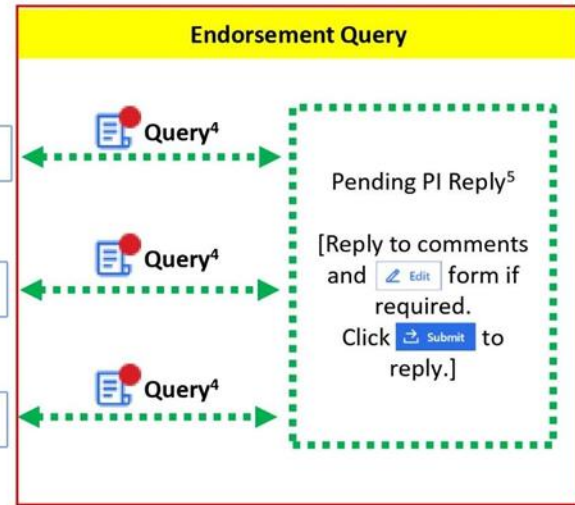 Endorsement Query
Query⁴
Query⁴
Query⁴
Pending PI Reply⁵
[Reply to comments
and Edit form if
required.
Click Submit to
reply.]